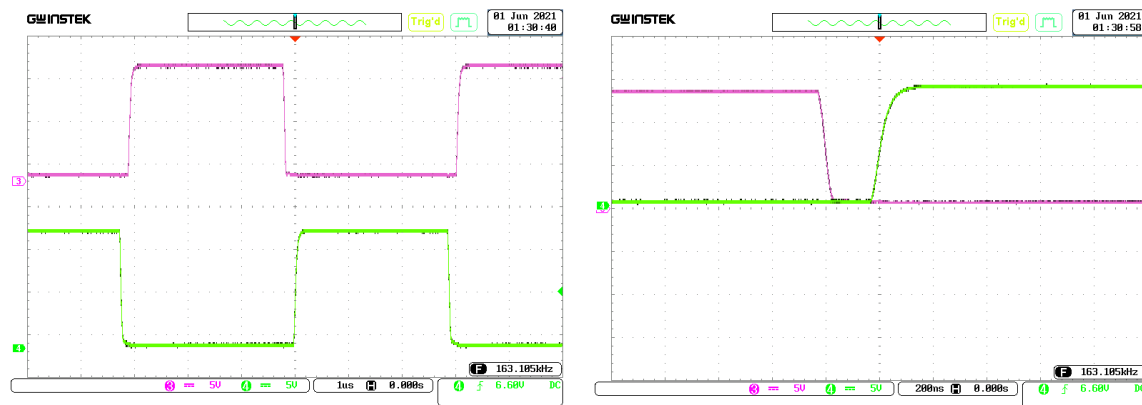 GWINSTEK
Trig'd
01 Jun 2021
01:30:40
3
4
F 163.105kHz
3 5V 4 5V
1us H 0.000s
4 6.60V DC
GWINSTEK
Trig'd
01 Jun 2021
01:30:58
4
F 163.105kHz
3 5V 4 5V
200ns H 0.000s
4 6.60V DC